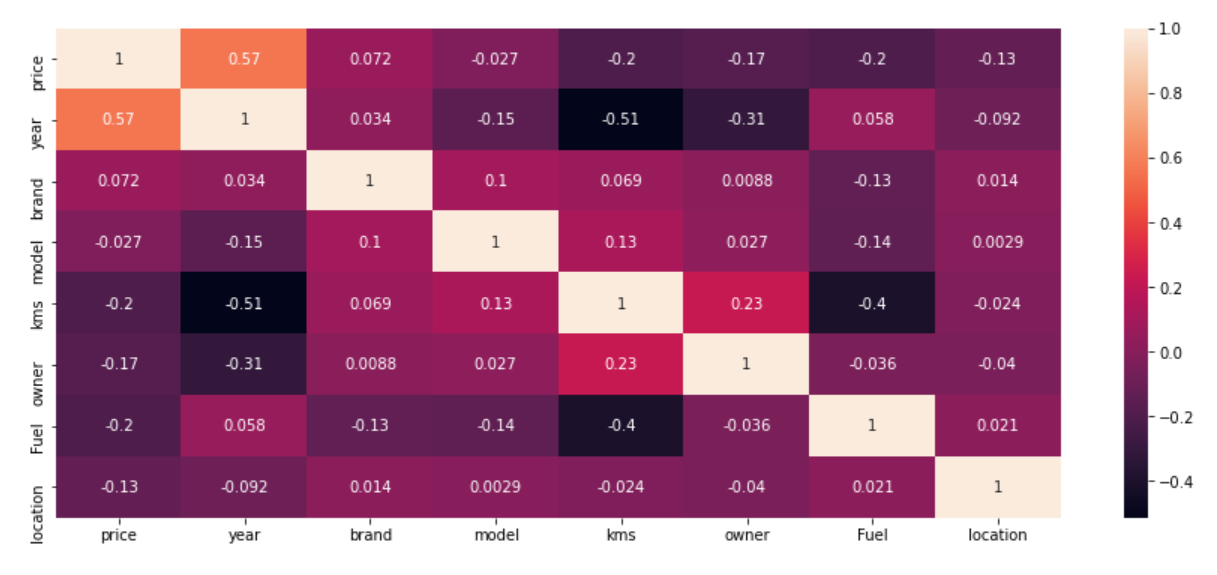 price 1 0.57 0.072 -0.027 -0.2 -0.17 -0.2 -0.13
year 0.57 1 0.034 -0.15 -0.51 -0.31 0.058 -0.092
brand 0.072 0.034 1 0.1 0.069 0.0088 -0.13 0.014
model -0.027 -0.15 0.1 1 0.13 0.027 -0.14 0.0029
kms -0.2 -0.51 0.069 0.13 1 0.23 -0.4 -0.024
owner -0.17 -0.31 0.0088 0.027 0.23 1 -0.036 -0.04
Fuel -0.2 0.058 -0.13 -0.14 -0.4 -0.036 1 0.021
location -0.13 -0.092 0.014 0.0029 -0.024 -0.04 0.021 1
price year brand model kms owner Fuel location
1.0
0.8
0.6
0.4
0.2
0.0
−0.2
−0.4